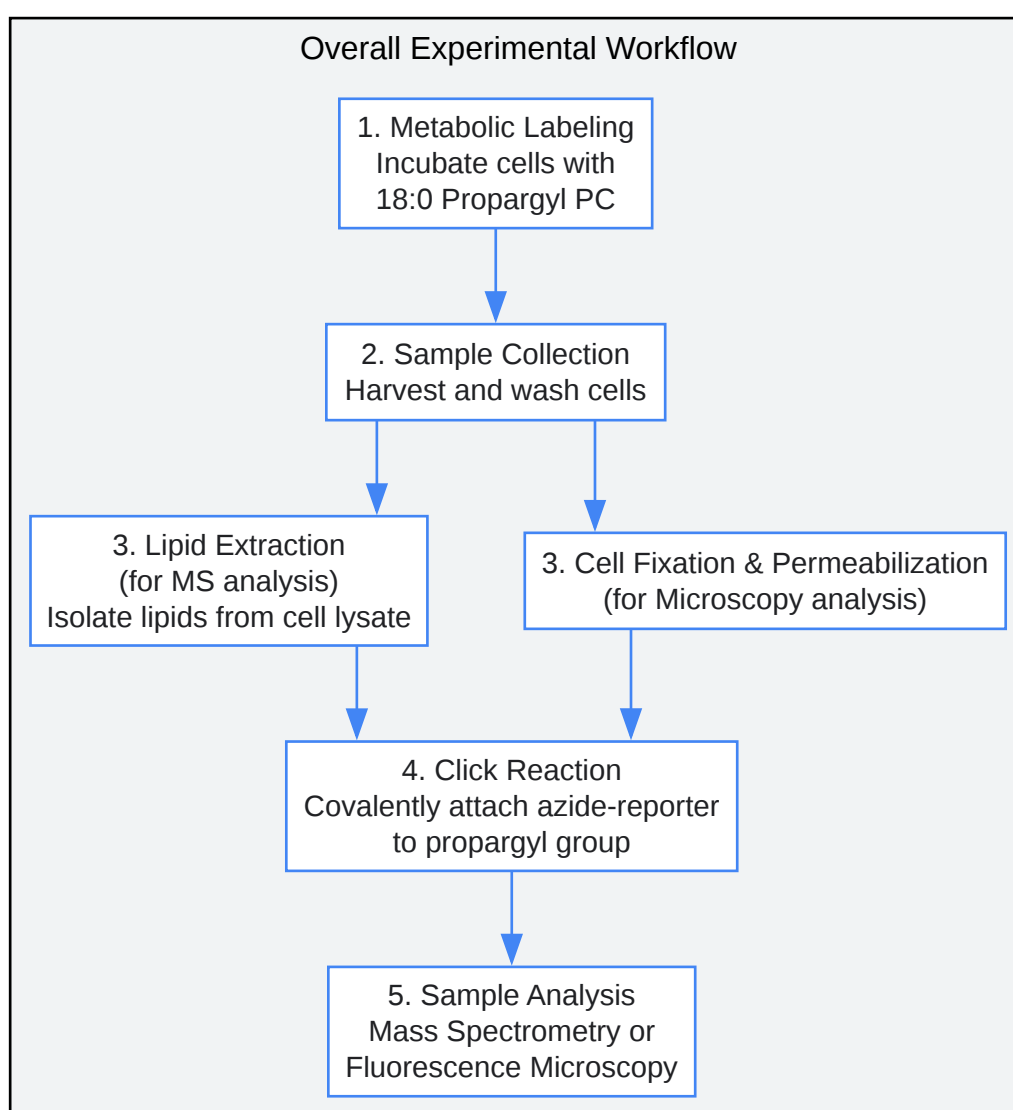 Overall Experimental Workflow
1. Metabolic Labeling
Incubate cells with
18:0 Propargyl PC
2. Sample Collection
Harvest and wash cells
3. Lipid Extraction
(for MS analysis)
Isolate lipids from cell lysate
3. Cell Fixation & Permeabilization
(for Microscopy analysis)
4. Click Reaction
Covalently attach azide-reporter
to propargyl group
5. Sample Analysis
Mass Spectrometry or
Fluorescence Microscopy